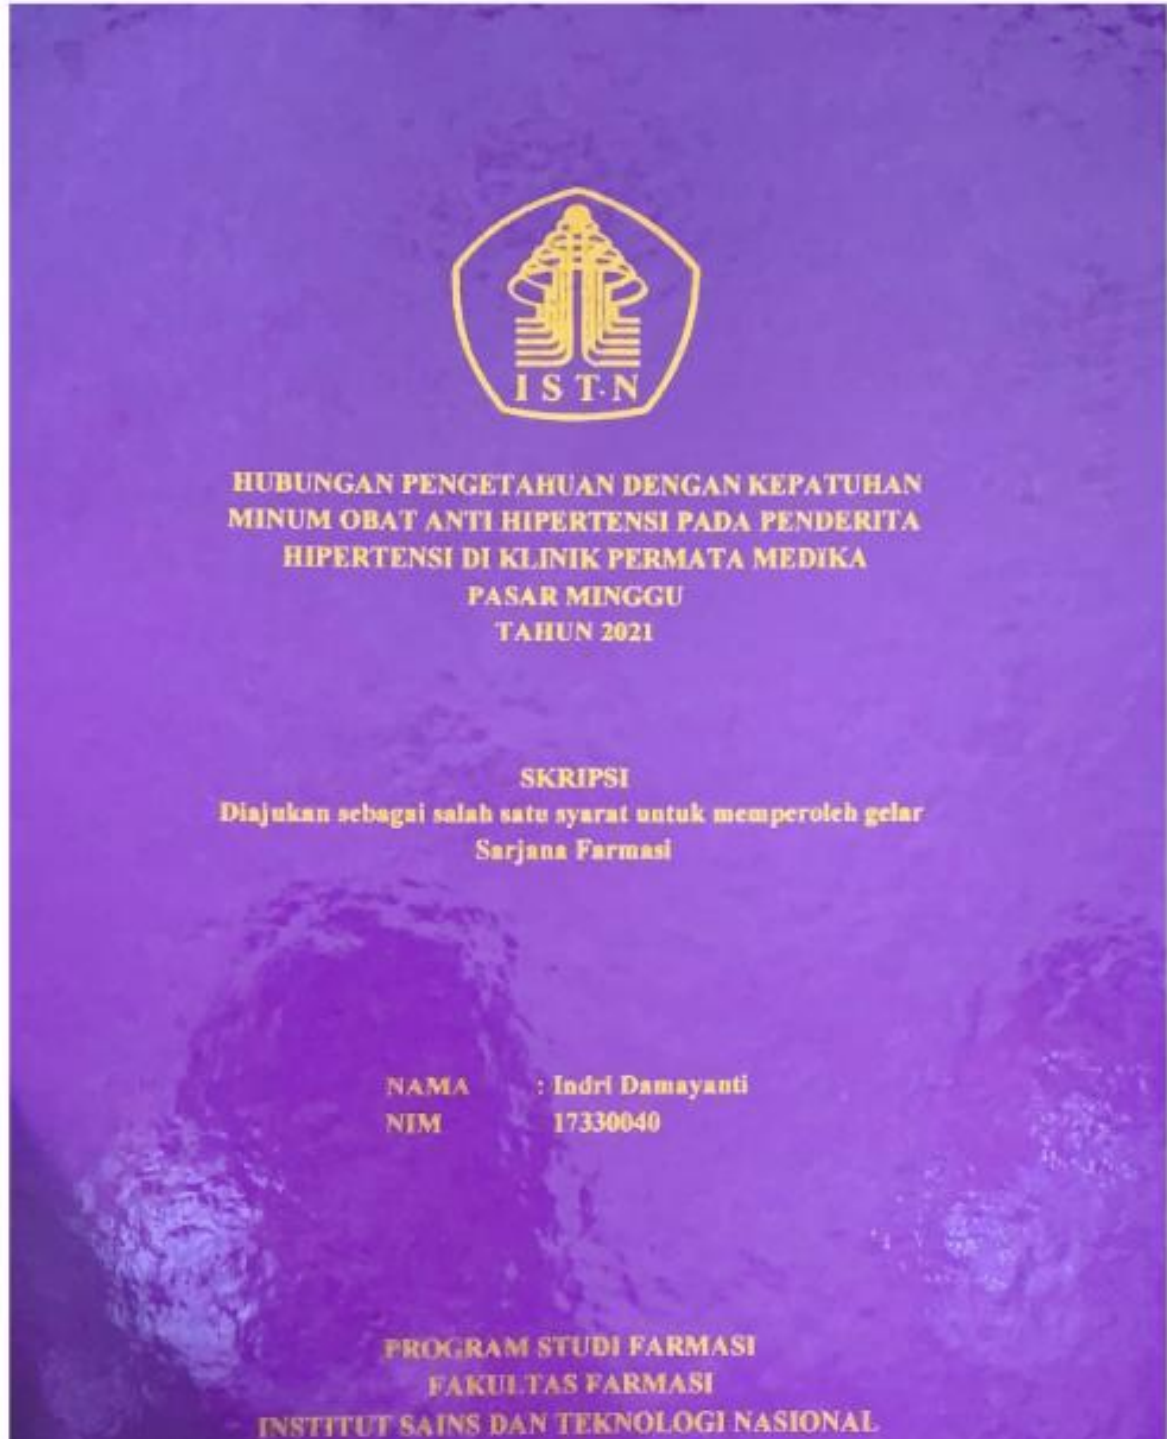 I S T. N
HUBUNGAN PENGETAHUAN DENGAN KEPATUHAN
MINUM OBAT ANTI HIPERTENSI PADA PENDERITA
HIPERTENSI DI KLINIK PERMATA MEDIKA
PASAR MINGGU
TAHUN 2021
SKRIPSI
Diajukan sebagai salah satu syarat untuk memperoleh gelar
Sarjana Farmasi
NAMA : Indri Damayanti
NIM 17330040
PROGRAM STUDI FARMASI
FAKULTAS FARMASI
INSTITUT SAINS DAN TEKNOLOGI NASIONAL